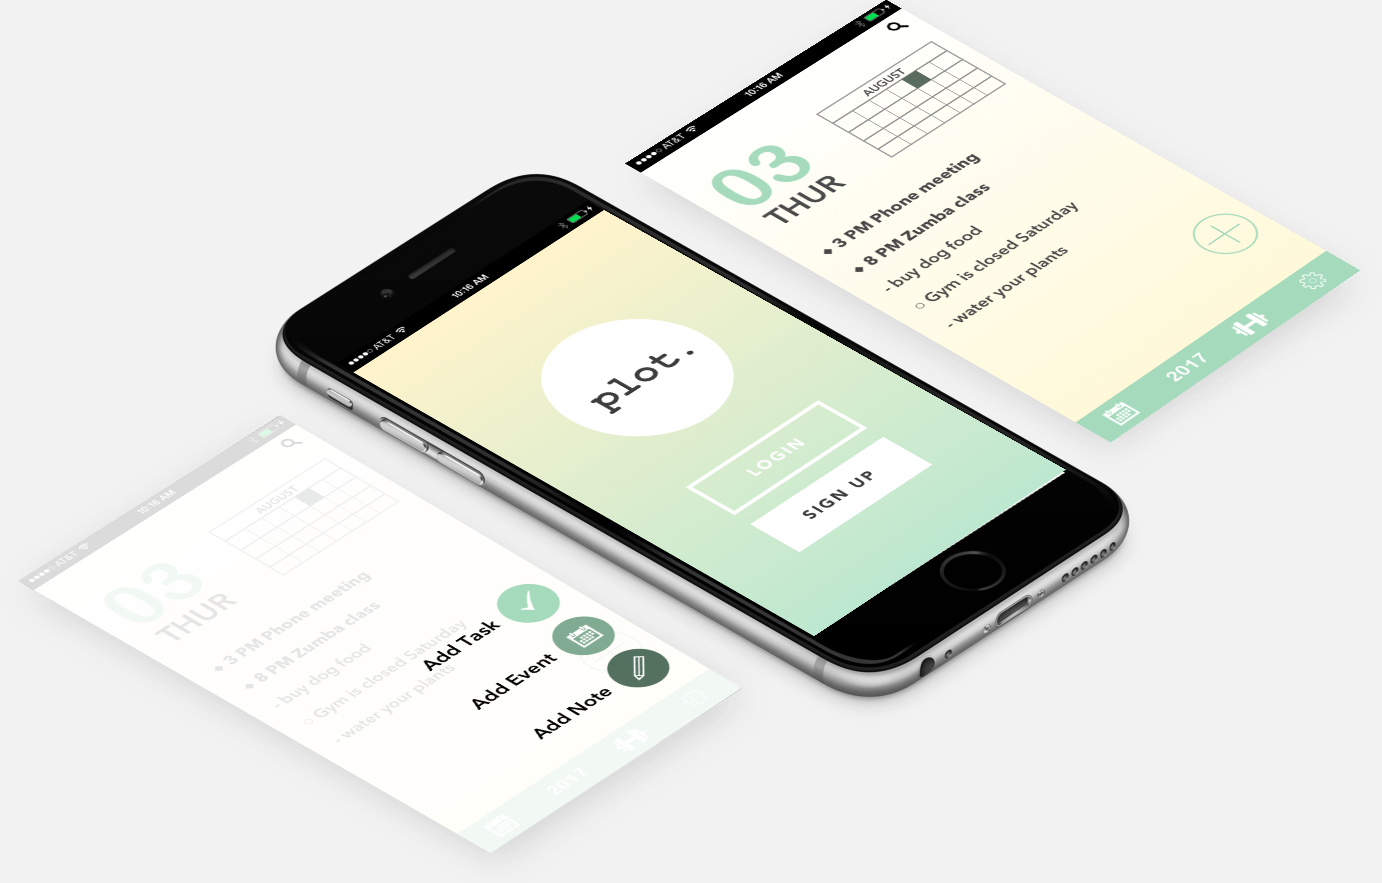 AT&T 10:16 AM
AUGUST
03
THUR
◆ 3 PM Phone meeting
◆ 8 PM Zumba class
- buy dog food
○ Gym is closed Saturday
- water your plants
2017
AT&T 10:16 AM
plot.
LOGIN
SIGN UP
AT&T 10:16 AM
AUGUST
03
THUR
◆ 3 PM Phone meeting
◆ 8 PM Zumba class
- buy dog food
○ Gym is closed Saturday
- water your plants
Add Task
Add Event
Add Note
2017